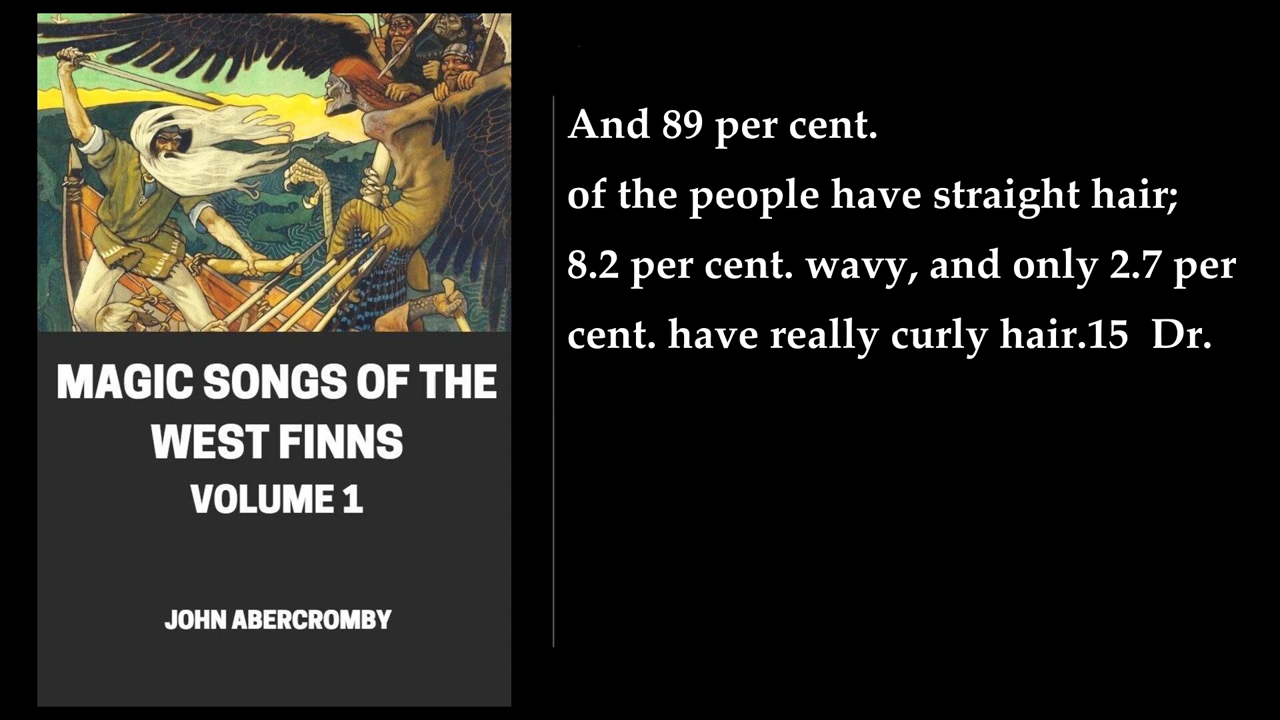 MAGIC SONGS OF THE
WEST FINNS
VOLUME 1
JOHN ABERCROMBY
And 89 per cent.
of the people have straight hair;
8.2 per cent. wavy, and only 2.7 per
cent. have really curly hair.15 Dr.